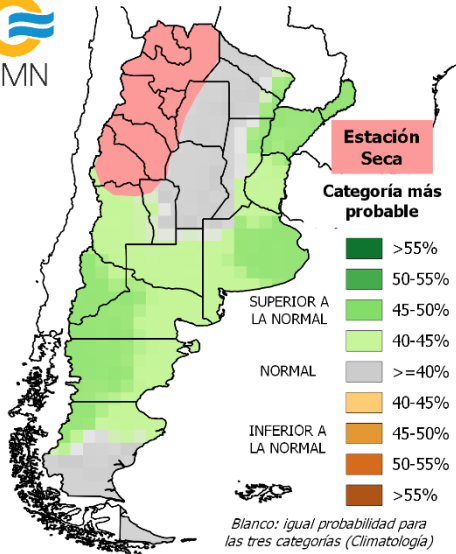 MN
Estación
Seca
Categoría más
probable
>55%
50-55%
SUPERIOR A
LA NORMAL
45-50%
40-45%
NORMAL
>=40%
40-45%
INFERIOR A
LA NORMAL
45-50%
50-55%
>55%
Blanco: igual probabilidad para
las tres categorías (Climatología)